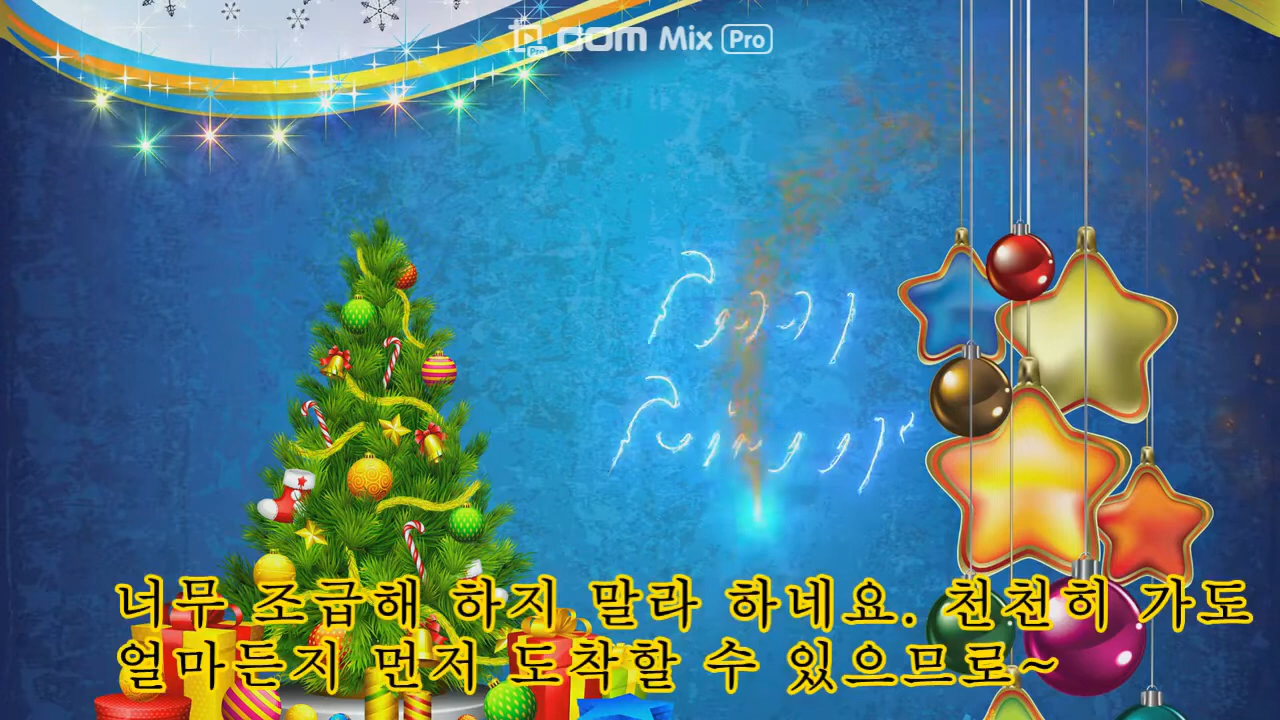 dom Mix Pro
너무 조급해 하지 말라 하네요. 천천히 가도
얼마든지 먼저 도착할 수 있으므로~